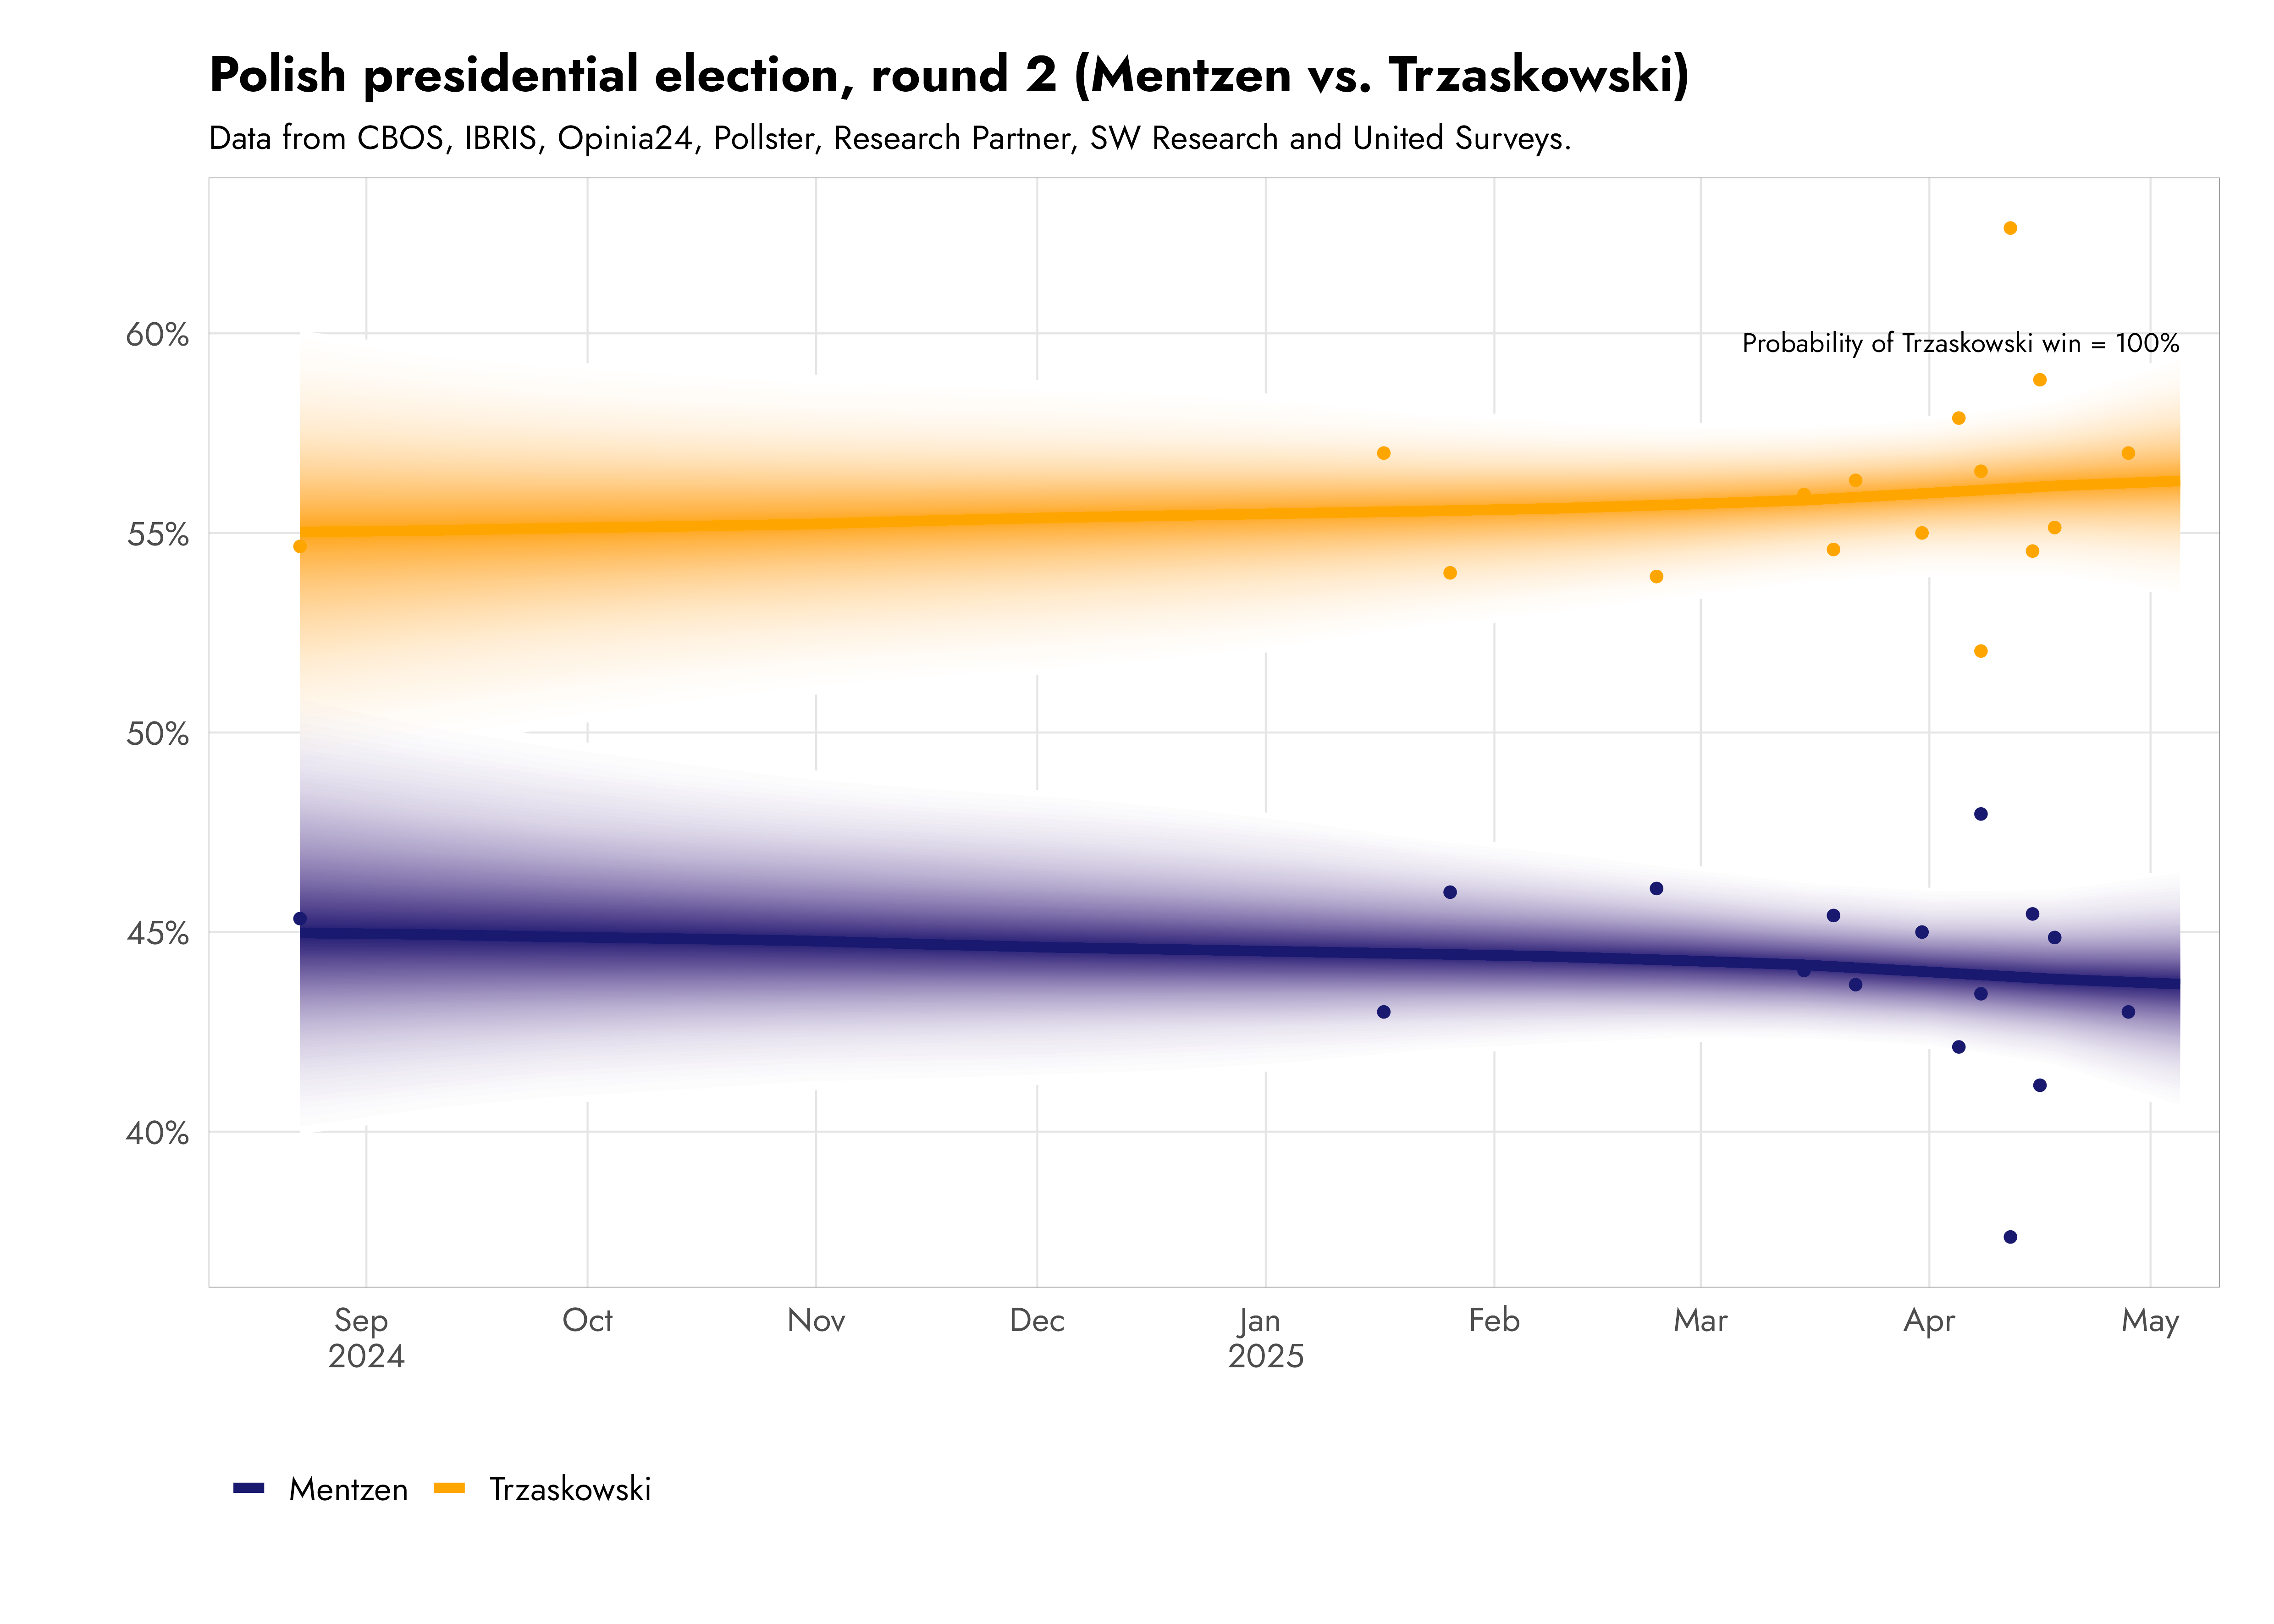 Polish presidential election, round 2 (Mentzen vs. Trzaskowski)
Data from CBOS, IBRIS, Opinia24, Pollster, Research Partner, SW Research and United Surveys.
60%
Probability of Trzaskowski win = 100%
55%
50%
45%
40%
Sep Oct Nov Dec Jan Feb Mar Apr May
2024 2025
Mentzen Trzaskowski